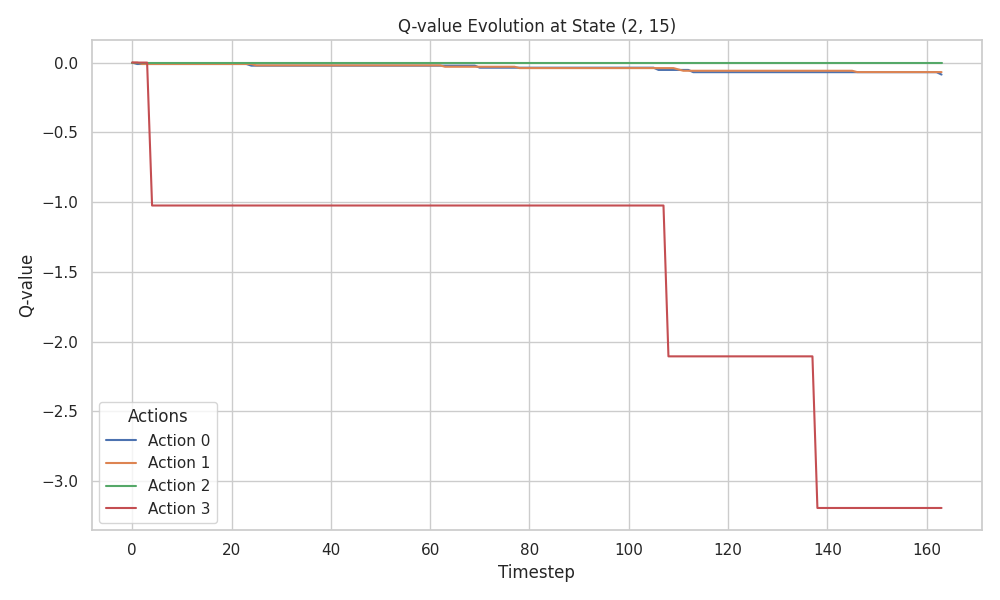 Q-value Evolution at State (2, 15)
Q-value
0.0
−0.5
−1.0
−1.5
−2.0
−2.5
−3.0
Actions
Action 0
Action 1
Action 2
Action 3
0 20 40 60 80 100 120 140 160
Timestep